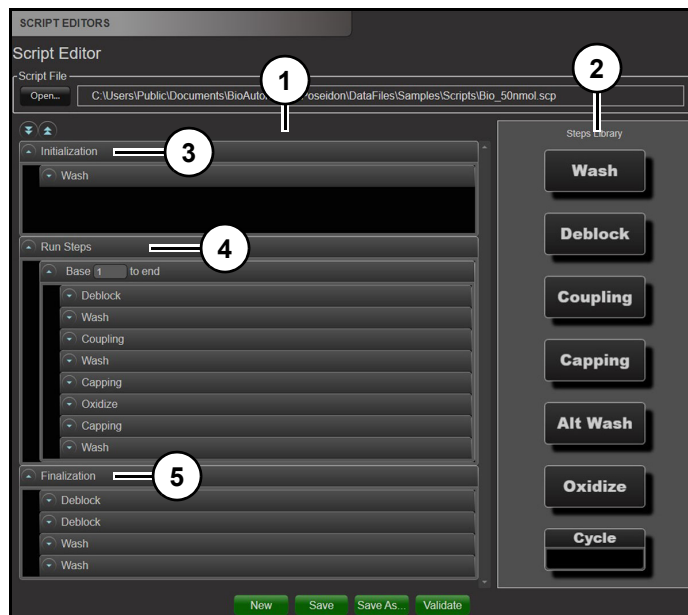 SCRIPT EDITORS
Script Editor
Script File
Open... C:\Users\Public\Documents\BioAuto oseidon\DataFiles\Samples\Scripts\Bio_50nmol.scp
1
2
Steps Library
Initialization
3
Wash
Run Steps
4
Base 1 to end
Deblock
Wash
Coupling
Wash
Capping
Oxidize
Capping
Wash
Finalization
5
Deblock
Deblock
Wash
Wash
Wash
Deblock
Coupling
Capping
Alt Wash
Oxidize
Cycle
New Save Save As... Validate